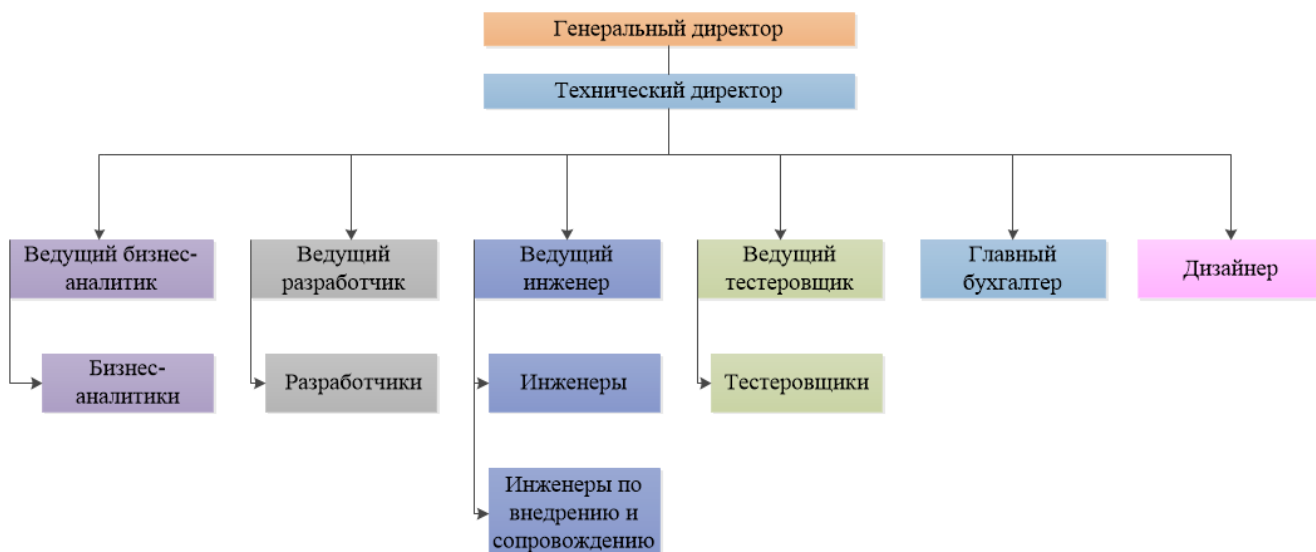 Генеральный директор
Технический директор
Ведущий бизнес-
аналитик
Ведущий
разработчик
Ведущий
инженер
Ведущий
тестеровщик
Главный
бухгалтер
Дизайнер
Бизнес-
аналитики
Разработчики
Инженеры
Тестеровщики
Инженеры по
внедрению и
сопровождению